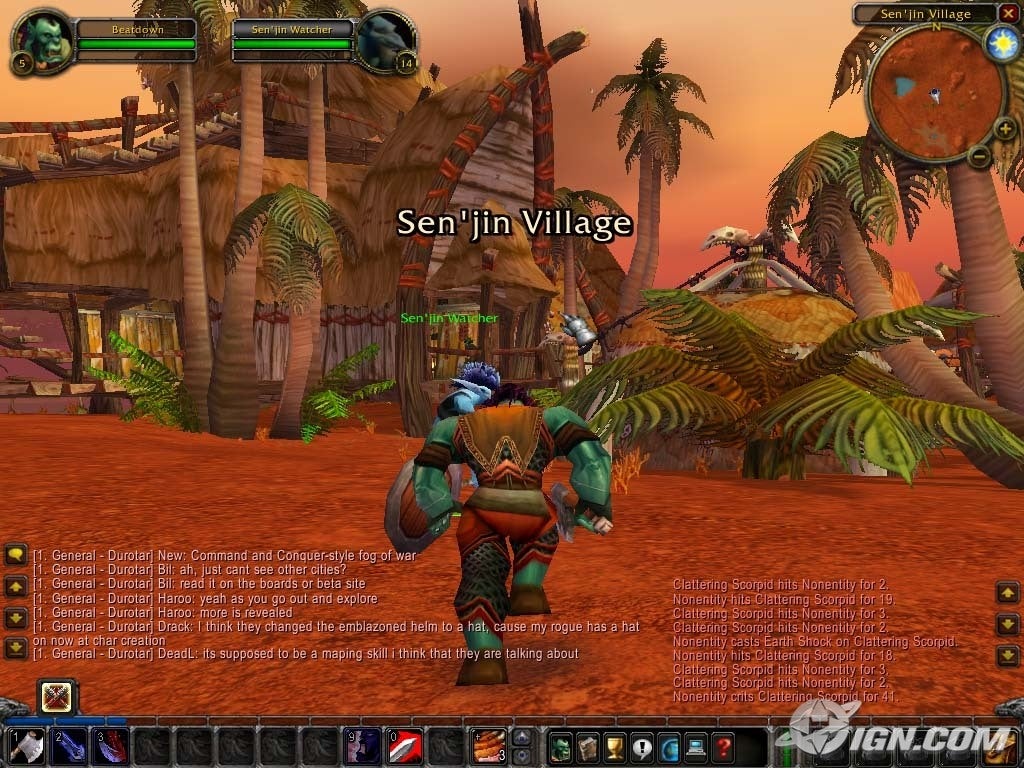 Beatdown
5
Sen'jin Watcher
14
Sen'jin Village
N
Sen'jin Village
Sen'jin Watcher
[1. General - Durotar] New: Command and Conquer-style fog of war
[1. General - Durotar] Bil: ah, just cant see other cities?
[1. General - Durotar] Bil: read it on the boards or beta site
[1. General - Durotar] Haroo: yeah as you go out and explore
[1. General - Durotar] Haroo: more is revealed
[1. General - Durotar] Drack: I think they changed the emblazoned helm to a hat, cause my rogue has a hat
on now at char creation
[1. General - Durotar] DeadL: its supposed to be a maping skill i think that they are talking about
Clattering Scorpid hits Nonentity for 2.
Nonentity hits Clattering Scorpid for 19.
Clattering Scorpid hits Nonentity for 3.
Clattering Scorpid hits Nonentity for 2.
Nonentity casts Earth Shock on Clattering Scorpid.
Nonentity hits Clattering Scorpid for 18.
Clattering Scorpid hits Nonentity for 3.
Clattering Scorpid hits Nonentity for 2.
Nonentity crits Clattering Scorpid for 41.
1
2
3
9
0
+
3
! ?
IGN.COM